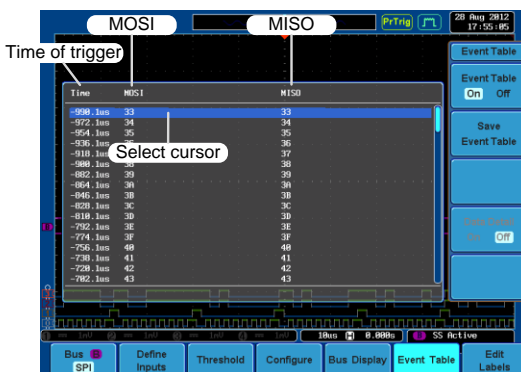 MOSI MISO PrTrig 28 Aug 2012
17:55:05
Time of trigger
Event Table
Time MOSI MISO
Event Table
On Off
-990.1us 33 33
-972.1us 34 34
-954.1us 35 35
-936.1us 36
Save
Event Table
-918.1us 37
Select cursor
-900.1us 38 38
-882.1us 39 39
-864.1us 3A 3A
-846.1us 3B 3B
-828.1us 3C 3C
-810.1us 3D 3D
-792.1us 3E 3E
-774.1us 3F 3F
-756.1us 40 40
-738.1us 41 41
-720.1us 42 42
-702.1us 43 43
Off
B
10us 0.000s B SS Active
Bus B
SPI
Define
Inputs
Threshold
Configure
Bus Display
Event Table
Edit
Labels